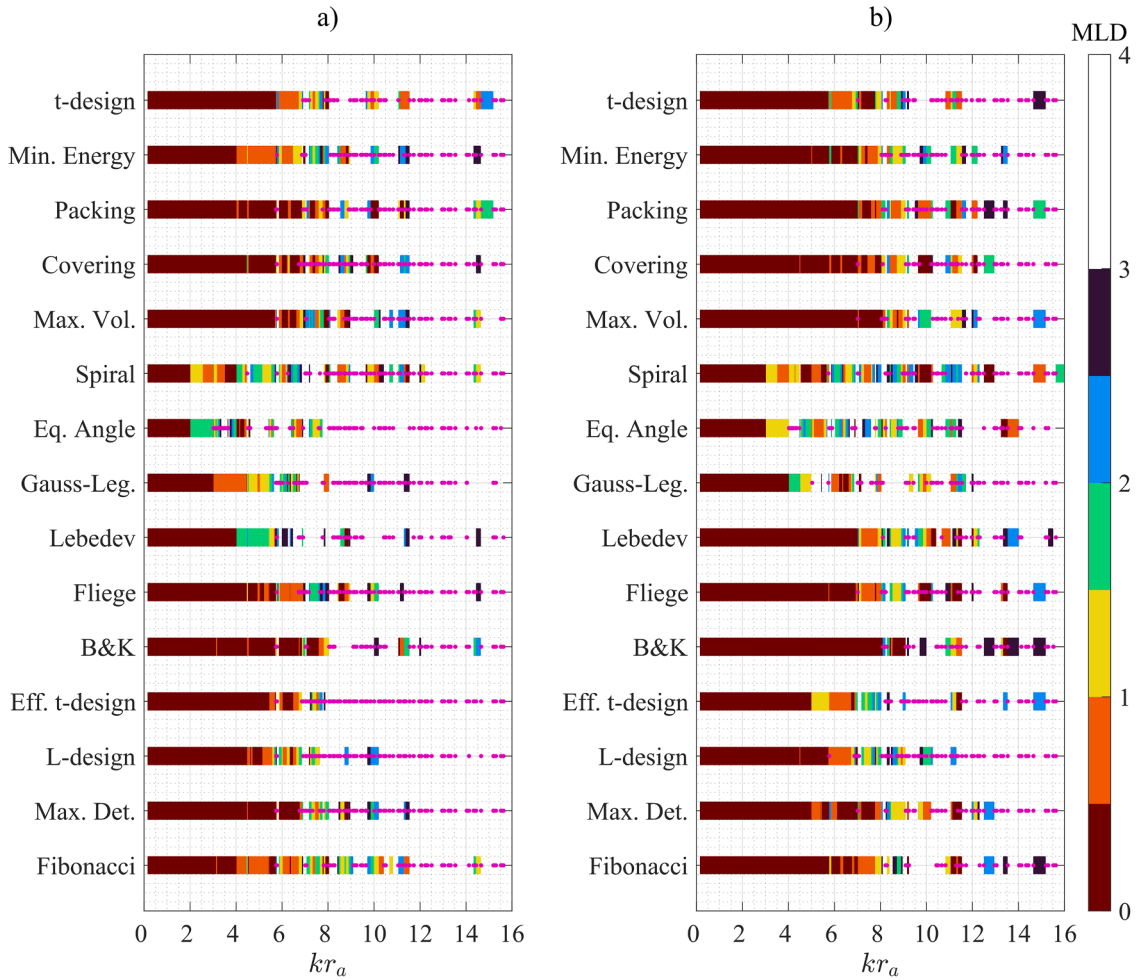 a)
b)
MLD
t-design
Min. Energy
Packing
Covering
Max. Vol.
Spiral
Eq. Angle
Gauss-Leg.
Lebedev
Fliege
B&K
Eff. t-design
L-design
Max. Det.
Fibonacci
0 2 4 6 8 10 12 14 16
kr_a
t-design
Min. Energy
Packing
Covering
Max. Vol.
Spiral
Eq. Angle
Gauss-Leg.
Lebedev
Fliege
B&K
Eff. t-design
L-design
Max. Det.
Fibonacci
0 2 4 6 8 10 12 14 16
kr_a
4
3
2
1
0